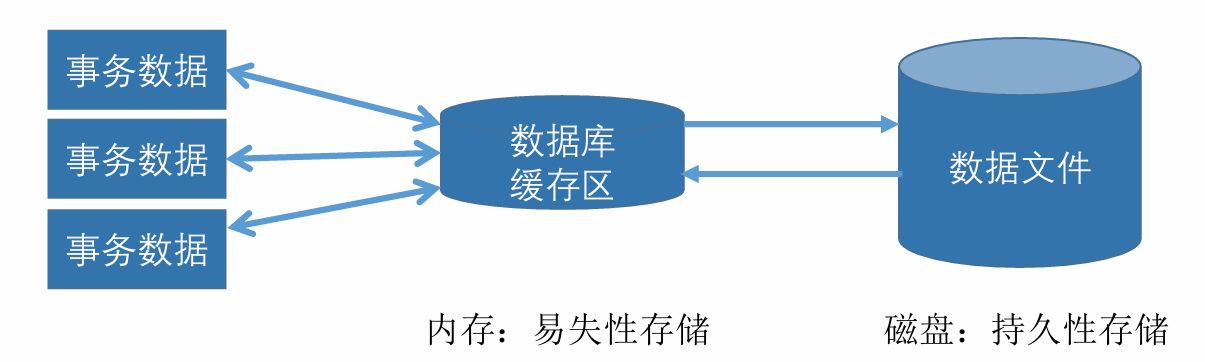 事务数据
事务数据
事务数据
数据库
缓存区
数据文件
内存：易失性存储
磁盘：持久性存储